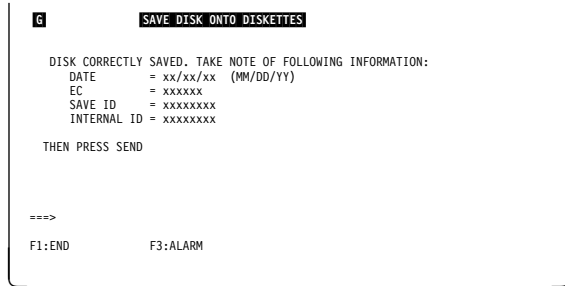 G SAVE DISK ONTO DISKETTES
DISK CORRECTLY SAVED. TAKE NOTE OF FOLLOWING INFORMATION:
DATE = xx/xx/xx (MM/DD/YY)
EC = xxxxxx
SAVE ID = xxxxxxxx
INTERNAL ID = xxxxxxxx
THEN PRESS SEND
===>
F1:END F3:ALARM